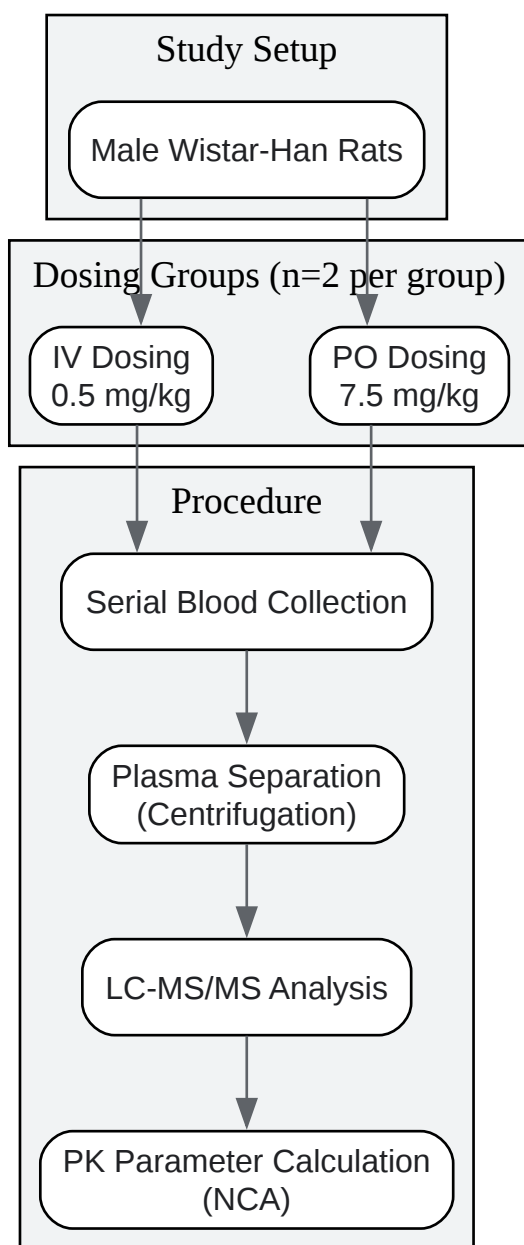 Study Setup
Male Wistar-Han Rats
Dosing Groups (n=2 per group)
IV Dosing
0.5 mg/kg
PO Dosing
7.5 mg/kg
Procedure
Serial Blood Collection
Plasma Separation
(Centrifugation)
LC-MS/MS Analysis
PK Parameter Calculation
(NCA)